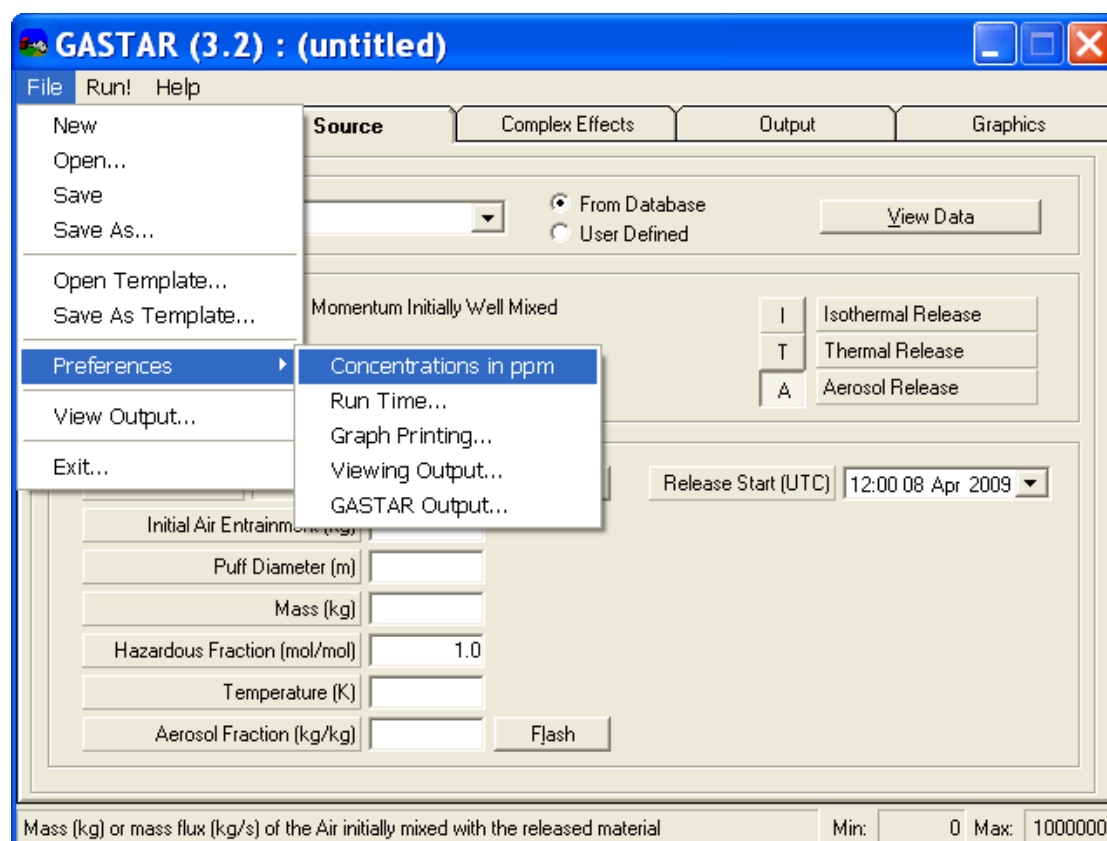 GASTAR (3.2) : (untitled)
File Run! Help
New
Open...
Save
Save As...
Open Template...
Save As Template...
Preferences
View Output...
Exit...
Concentrations in ppm
Run Time...
Graph Printing...
Viewing Output...
GASTAR Output...
Source Complex Effects Output Graphics
From Database
User Defined
View Data
Momentum Initially Well Mixed
I Isothermal Release
T Thermal Release
A Aerosol Release
Release Start (UTC) 12:00 08 Apr 2009
Initial Air Entrainment (kg)
Puff Diameter (m)
Mass (kg)
Hazardous Fraction (mol/mol) 1.0
Temperature (K)
Aerosol Fraction (kg/kg) Flash
Mass (kg) or mass flux (kg/s) of the Air initially mixed with the released material Min: 0 Max: 1000000